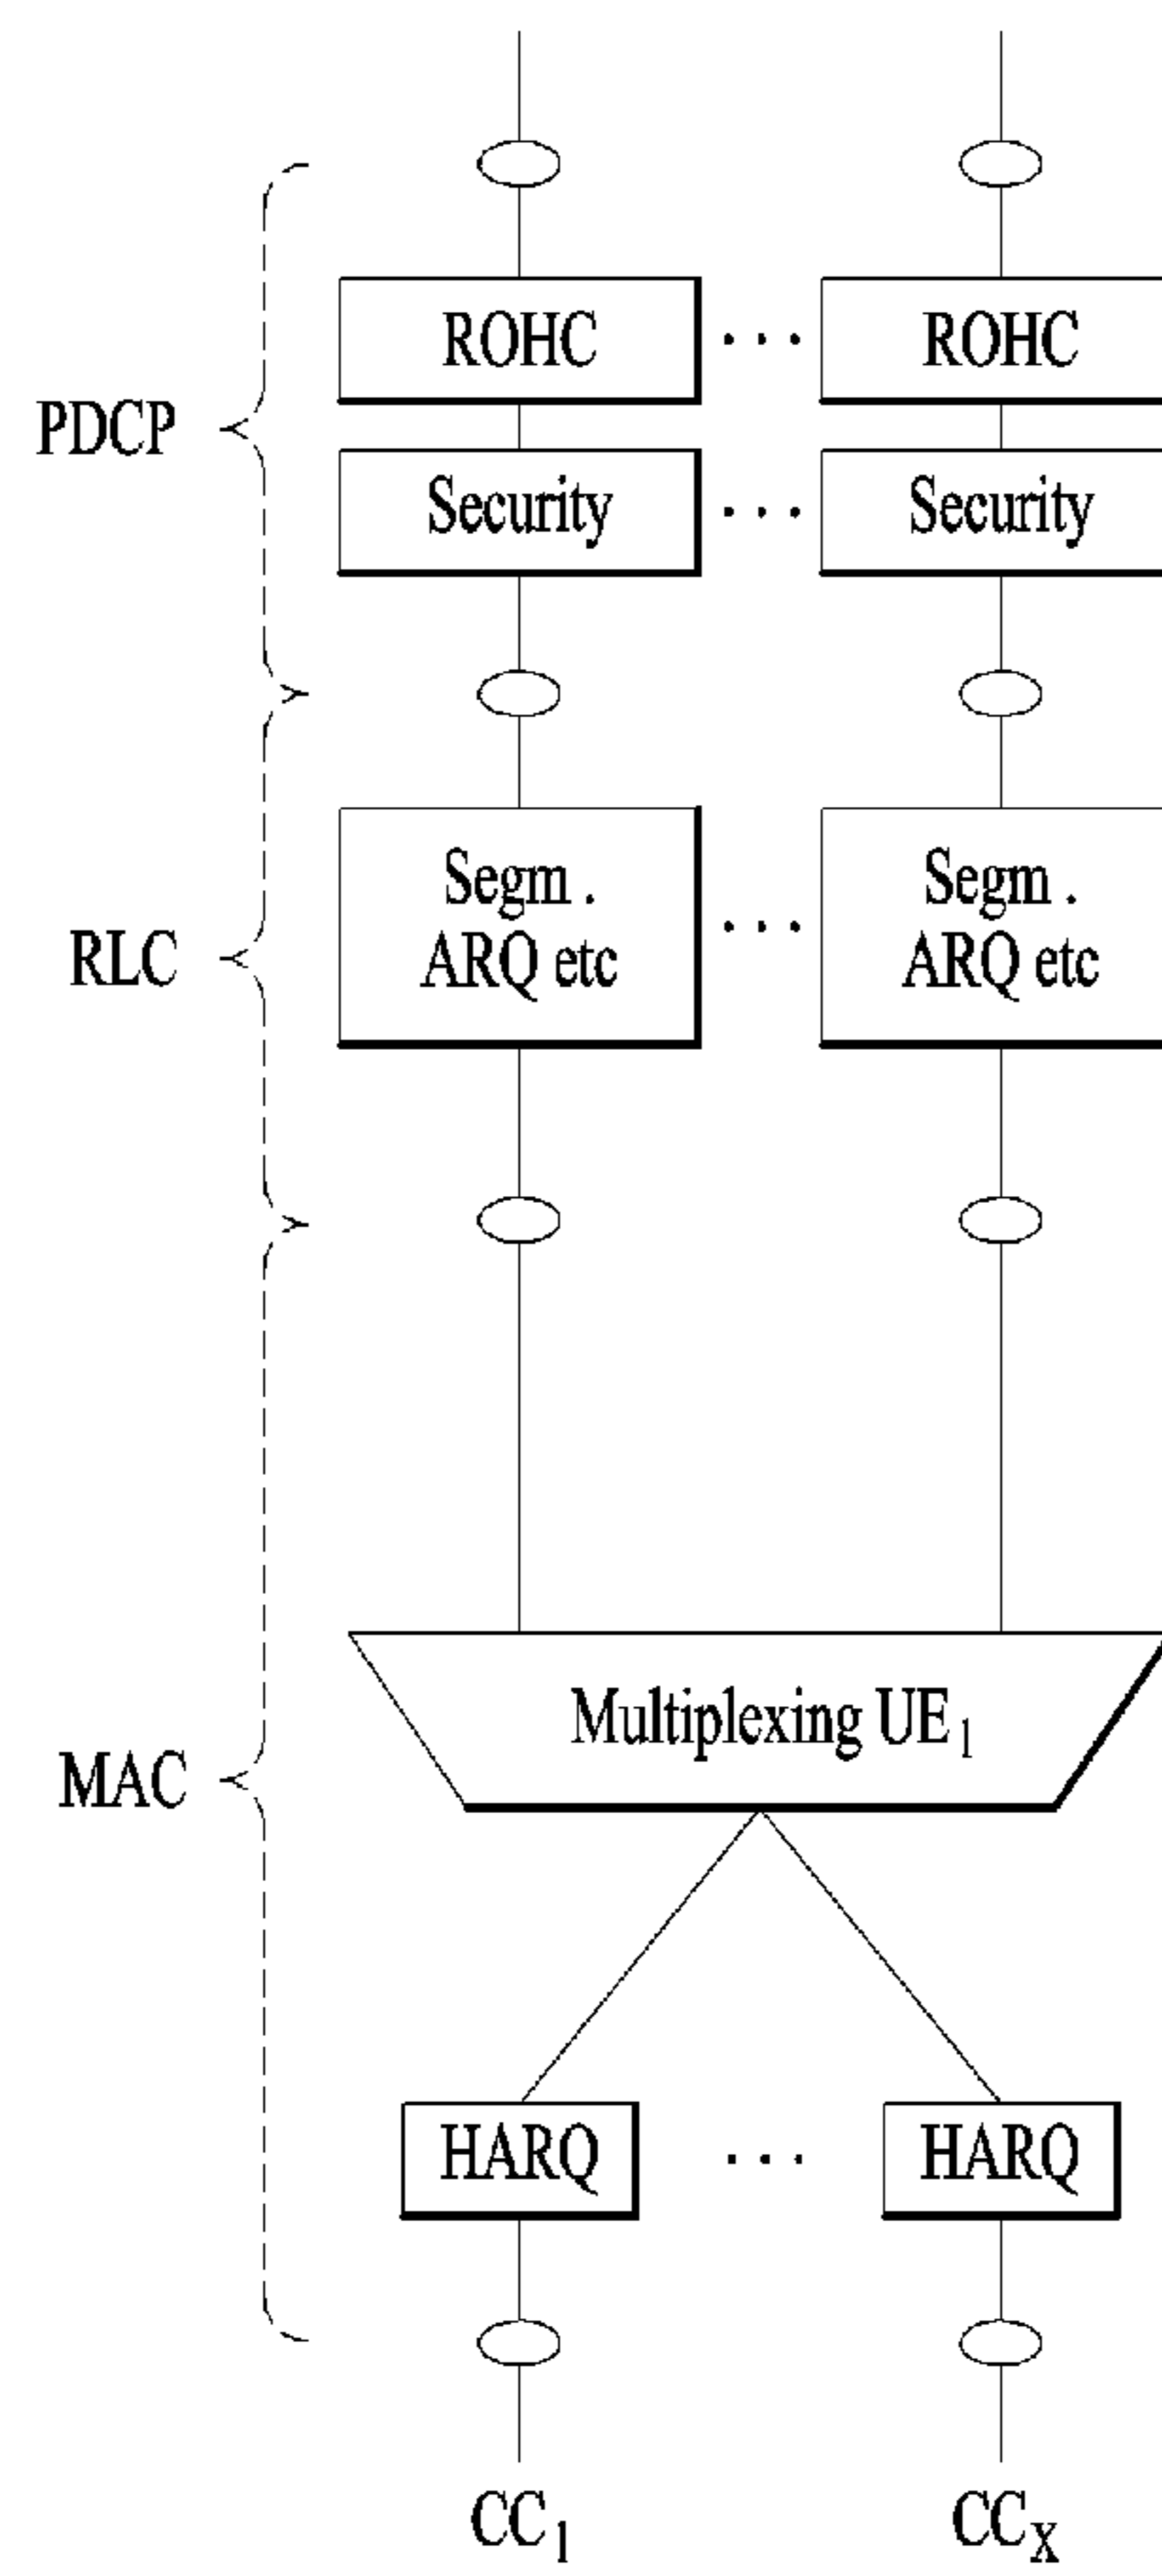 ROHC ... ROHC
PDCP
Security ... Security
Segm .
ARQ etc
...
Segm .
ARQ etc
RLC
Multiplexing UE1
MAC
HARQ ... HARQ
CC1
CCX